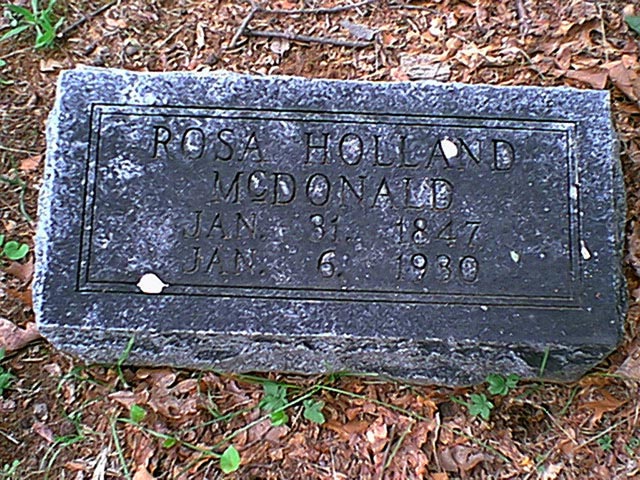 ROSA HOLLAND
McDONALD
JAN. 31. 1847
JAN. 6. 1930